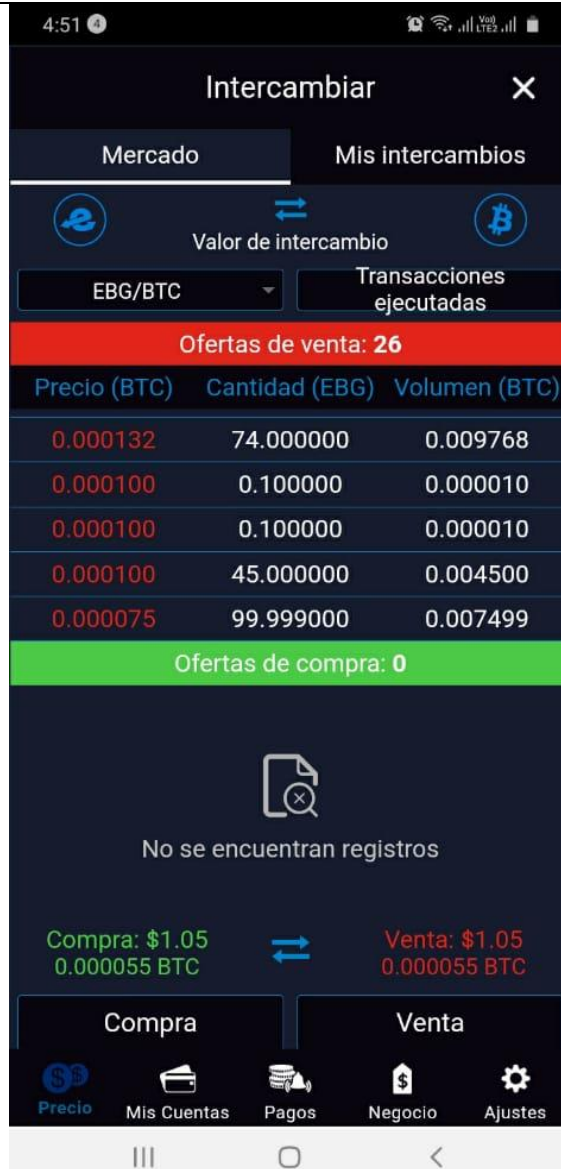 4:51 4 Vo)) LTE2
Intercambiar
Mercado Mis intercambios
Valor de intercambio
EBG/BTC Transacciones
ejecutadas
Ofertas de venta: 26
Precio (BTC) Cantidad (EBG) Volumen (BTC)
0.000132 74.000000 0.009768
0.000100 0.100000 0.000010
0.000100 0.100000 0.000010
0.000100 45.000000 0.004500
0.000075 99.999000 0.007499
Ofertas de compra: 0
No se encuentran registros
Compra: $1.05 Venta: $1.05
0.000055 BTC 0.000055 BTC
Compra Venta
Precio Mis Cuentas Pagos Negocio Ajustes